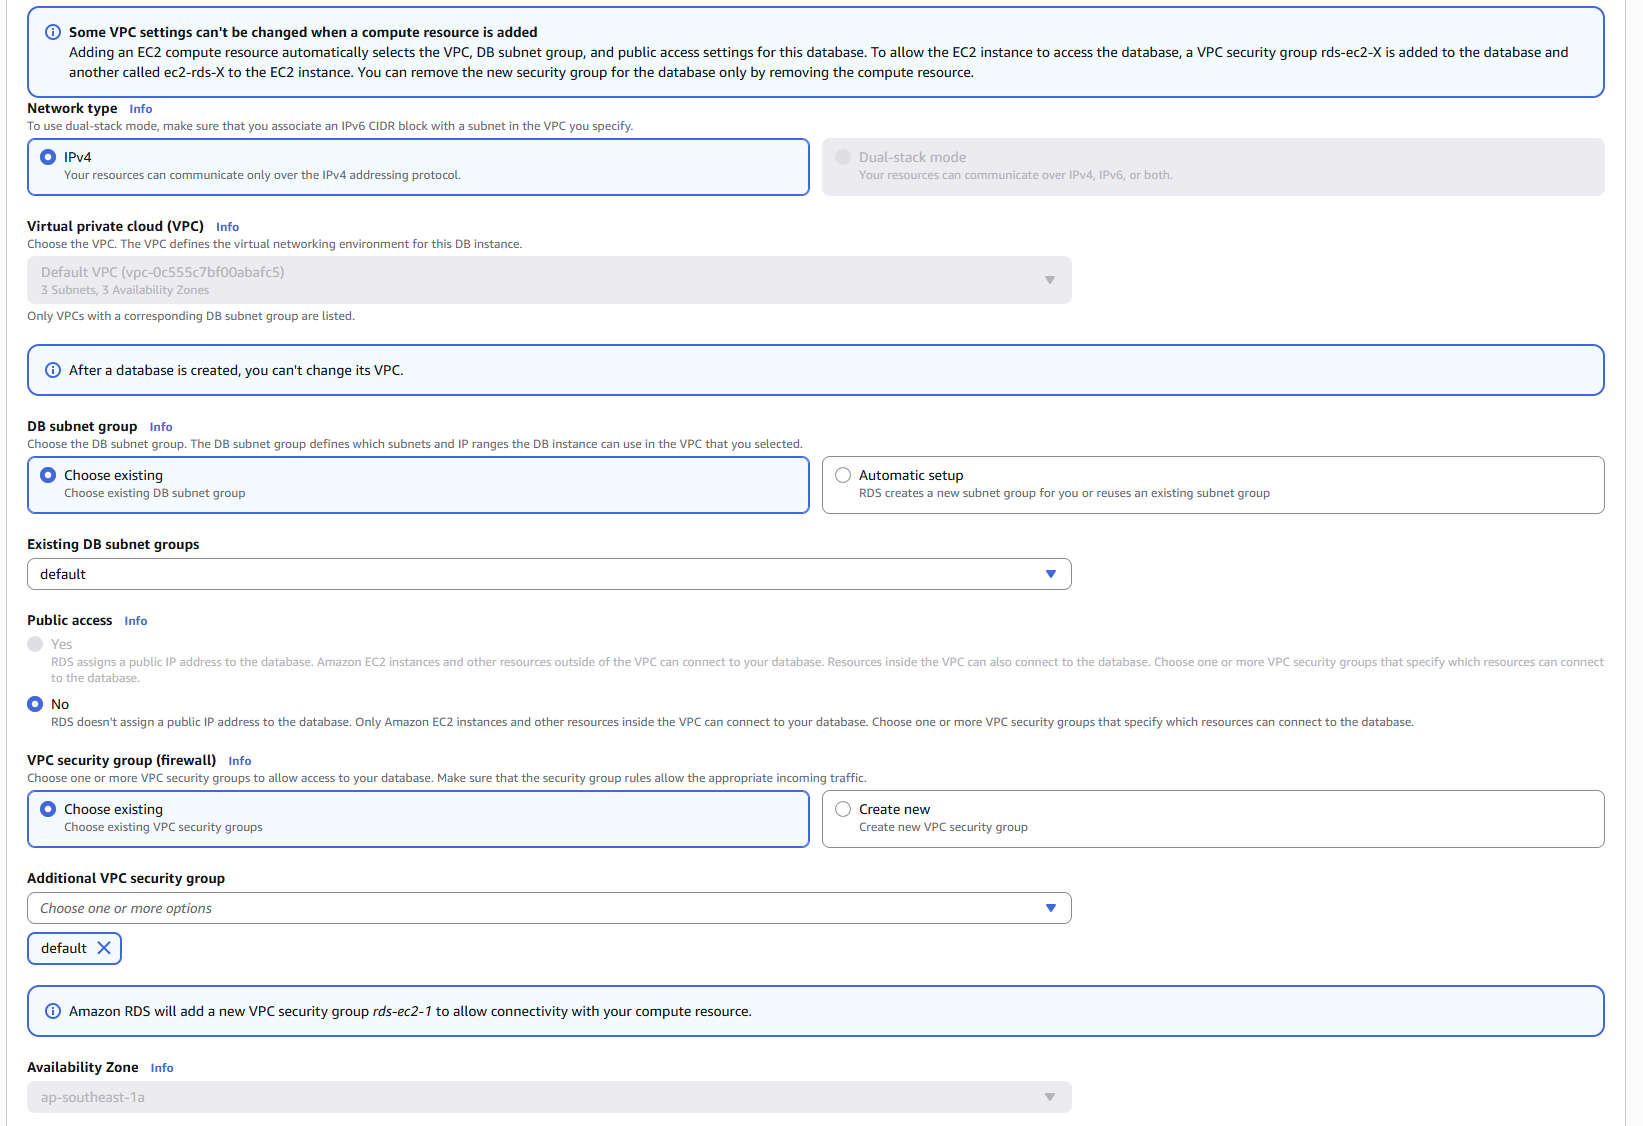 Some VPC settings can't be changed when a compute resource is added
Adding an EC2 compute resource automatically selects the VPC, DB subnet group, and public access settings for this database. To allow the EC2 instance to access the database, a VPC security group rds-ec2-X is added to the database and
another called ec2-rds-X to the EC2 instance. You can remove the new security group for the database only by removing the compute resource.
Network type Info
To use dual-stack mode, make sure that you associate an IPv6 CIDR block with a subnet in the VPC you specify.
IPv4
Your resources can communicate only over the IPv4 addressing protocol.
Dual-stack mode
Your resources can communicate over IPv4, IPv6, or both.
Virtual private cloud (VPC) Info
Choose the VPC. The VPC defines the virtual networking environment for this DB instance.
Default VPC (vpc-0c555c7bf00abafc5)
3 Subnets, 3 Availability Zones
Only VPCs with a corresponding DB subnet group are listed.
After a database is created, you can't change its VPC.
DB subnet group Info
Choose the DB subnet group. The DB subnet group defines which subnets and IP ranges the DB instance can use in the VPC that you selected.
Choose existing
Choose existing DB subnet group
Automatic setup
RDS creates a new subnet group for you or reuses an existing subnet group
Existing DB subnet groups
default
Public access Info
Yes
RDS assigns a public IP address to the database. Amazon EC2 instances and other resources outside of the VPC can connect to your database. Resources inside the VPC can also connect to the database. Choose one or more VPC security groups that specify which resources can connect
to the database.
No
RDS doesn't assign a public IP address to the database. Only Amazon EC2 instances and other resources inside the VPC can connect to your database. Choose one or more VPC security groups that specify which resources can connect to the database.
VPC security group (firewall) Info
Choose one or more VPC security groups to allow access to your database. Make sure that the security group rules allow the appropriate incoming traffic.
Choose existing
Choose existing VPC security groups
Create new
Create new VPC security group
Additional VPC security group
Choose one or more options
default
Amazon RDS will add a new VPC security group rds-ec2-1 to allow connectivity with your compute resource.
Availability Zone Info
ap-southeast-1a